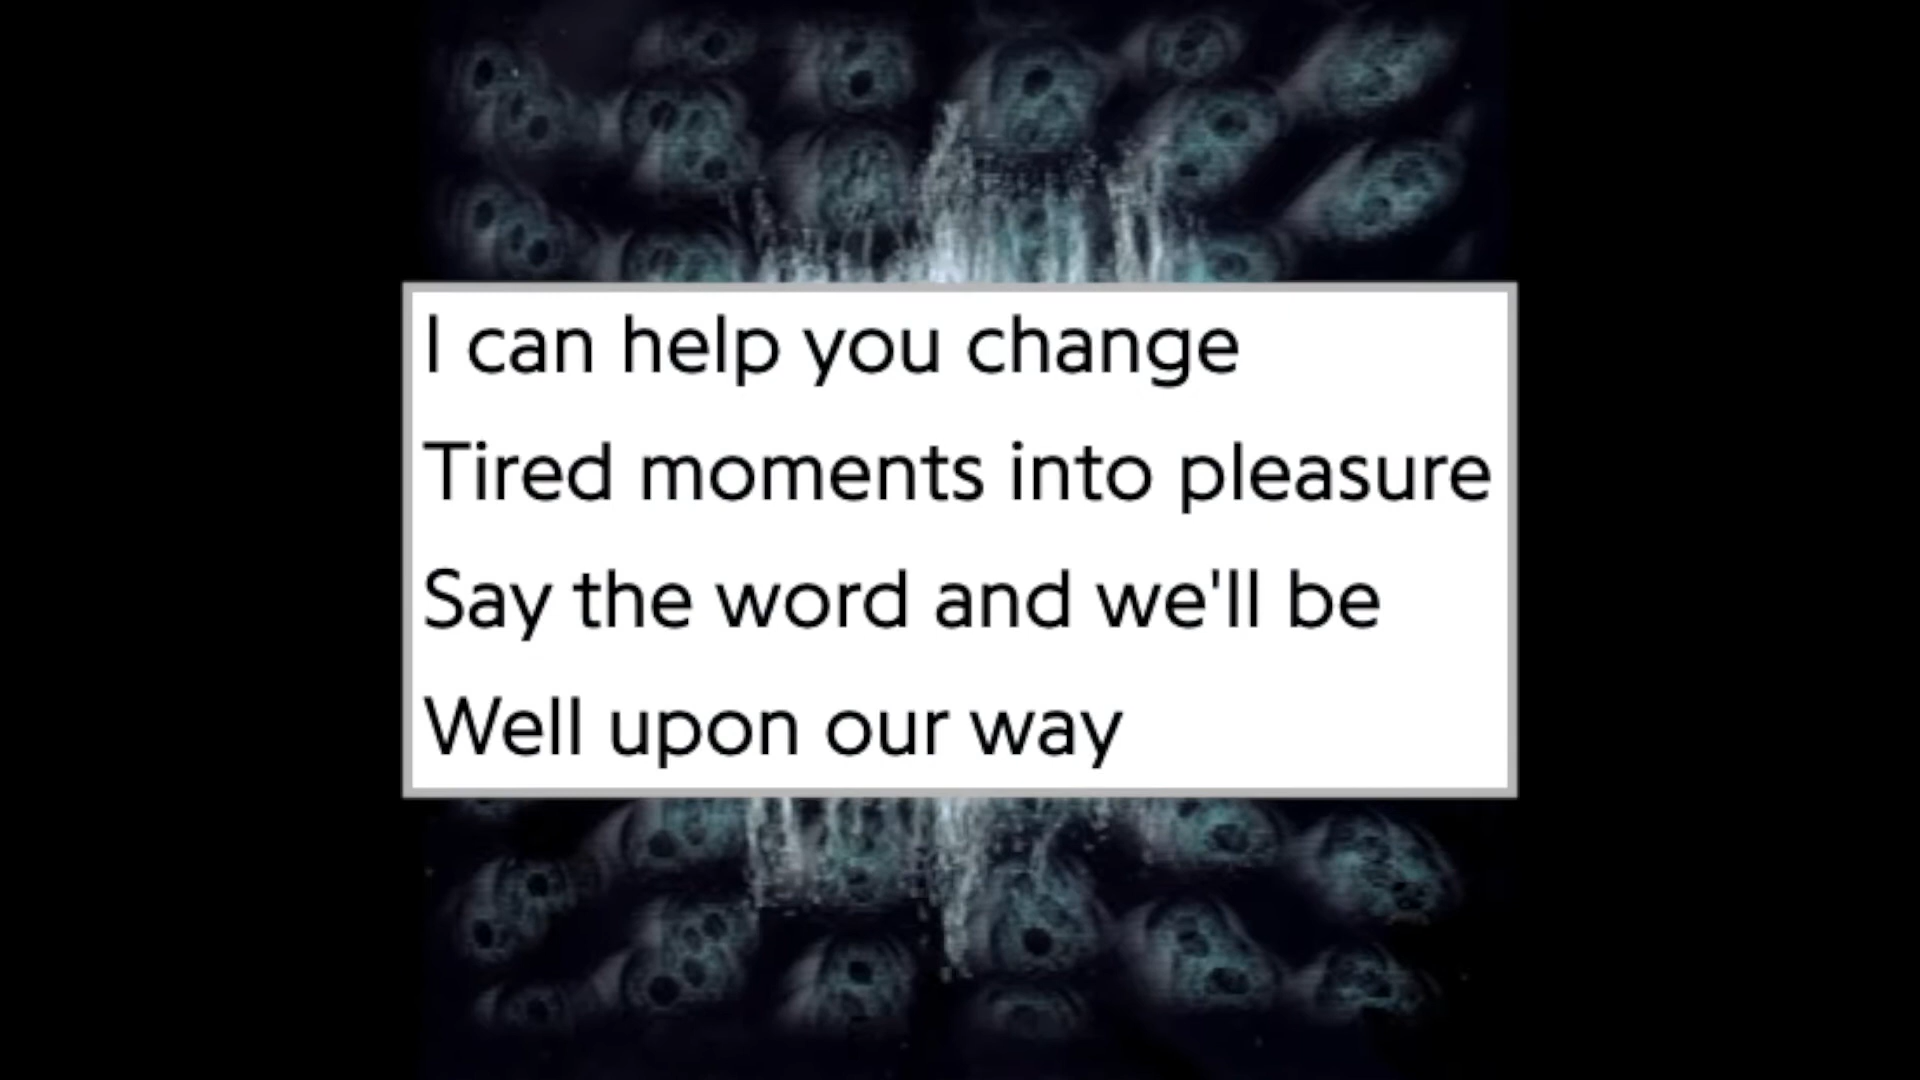 I can help you change
Tired moments into pleasure
Say the word and we'll be
Well upon our way